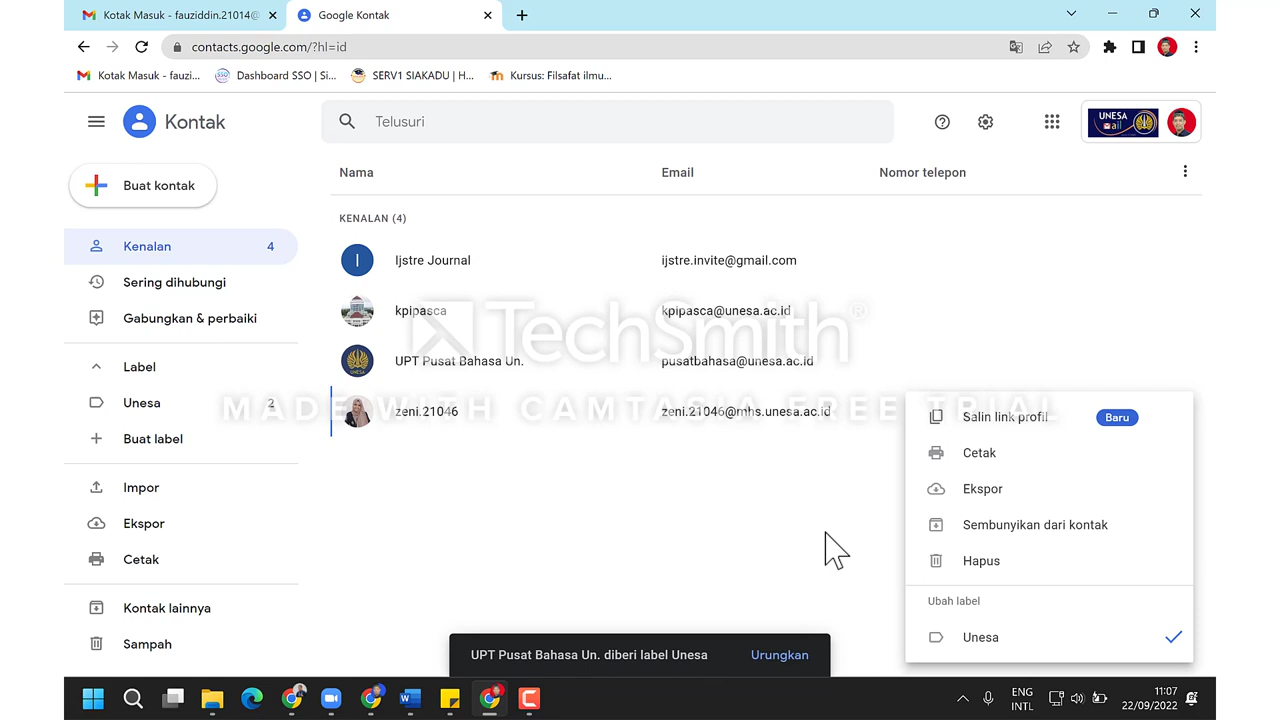 Kotak Masuk - fauziddin.21014@
Google Kontak
contacts.google.com/?hl=id
Kotak Masuk - fauzi...
Dashboard SSO | Si...
SERV1 SIAKADU | H...
Kursus: Filsafat ilmu...
Kontak
Telusuri
UNESA
mail
Buat kontak
Nama
Email
Nomor telepon
KENALAN (4)
Kenalan
4
I
Ijstre Journal
ijstre.invite@gmail.com
Sering dihubungi
Gabungkan & perbaiki
kpipasca
kpipasca@unesa.ac.id
TechSmith®
Label
UPT Pusat Bahasa Un.
pusatbahasa@unesa.ac.id
Unesa
2
zeni.21046
zeni.21046@mhs.unesa.ac.id
MADE WITH CAMTASIA FREE TRIAL
Buat label
Salin link profil
Baru
Cetak
Ekspor
Sembunyikan dari kontak
Hapus
Ubah label
Unesa
Impor
Ekspor
Cetak
Kontak lainnya
Sampah
UPT Pusat Bahasa Un. diberi label Unesa
Urungkan
ENG
INTL
11:07
22/09/2022